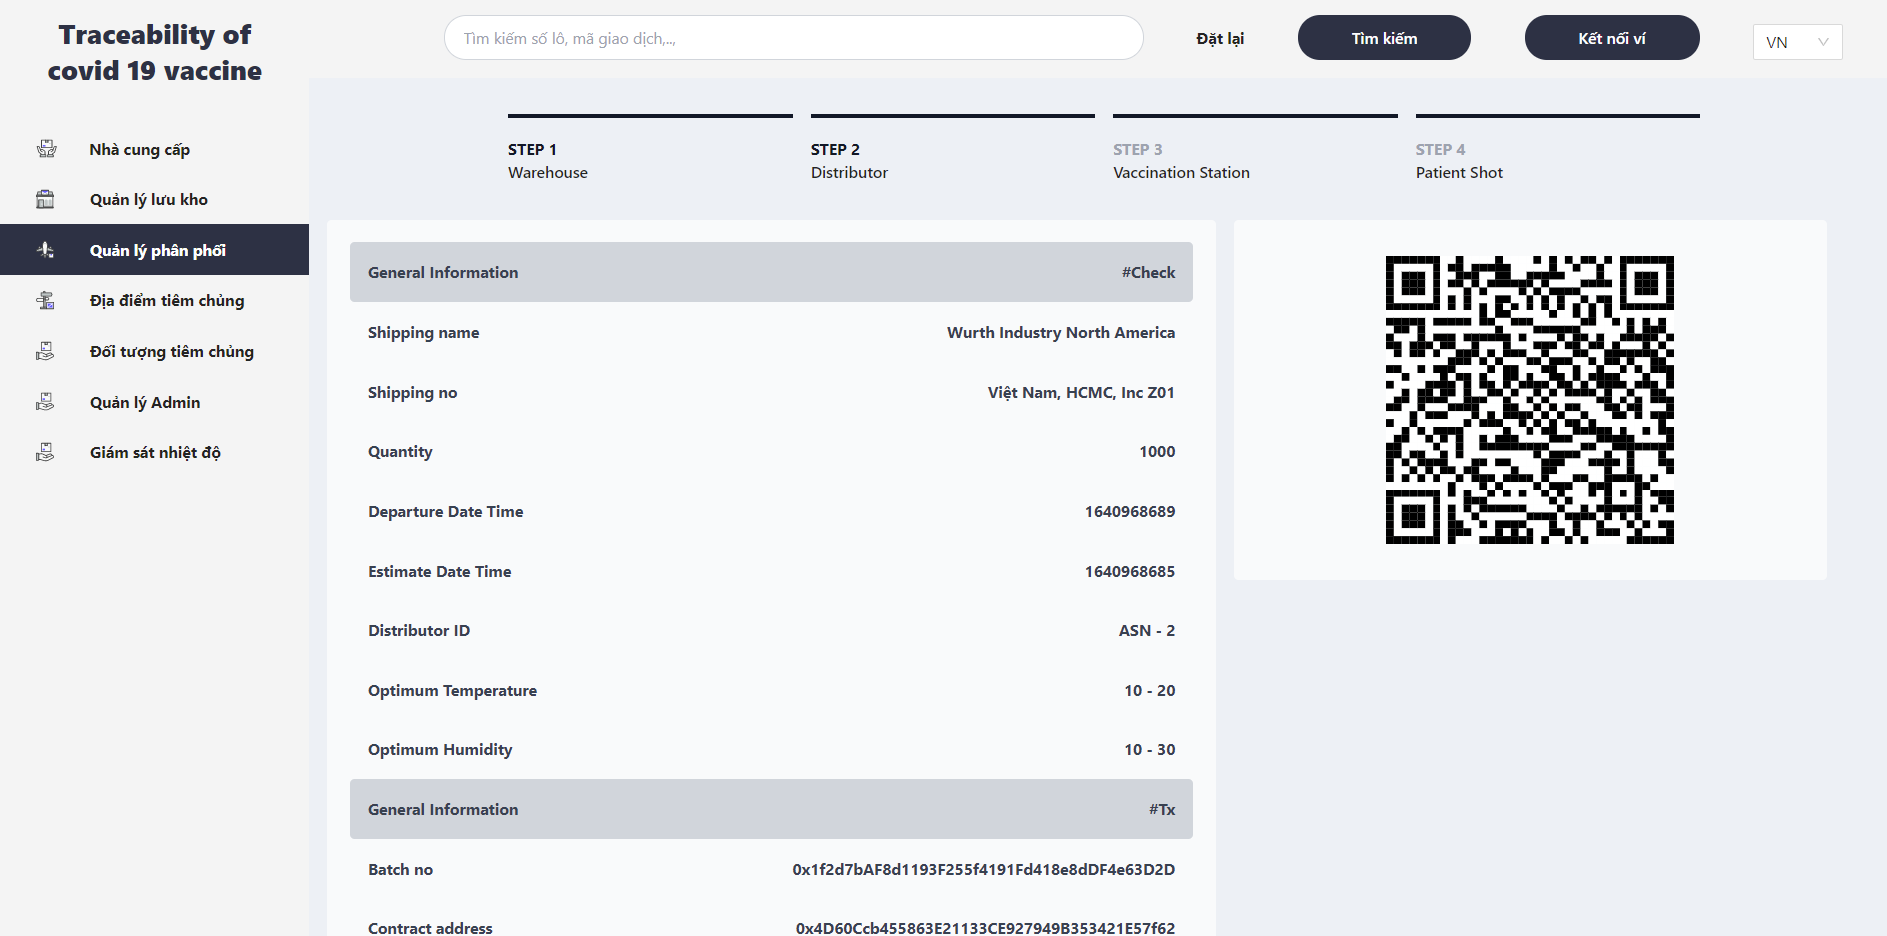 Traceability of
covid 19 vaccine
Tìm kiếm số lô, mã giao dịch,..,
Đặt lại
Tìm kiếm
Kết nối ví
VN
Nhà cung cấp
Quản lý lưu kho
Quản lý phân phối
Địa điểm tiêm chủng
Đối tượng tiêm chủng
Quản lý Admin
Giám sát nhiệt độ
STEP 1
Warehouse
STEP 2
Distributor
STEP 3
Vaccination Station
STEP 4
Patient Shot
General Information #Check
Shipping name Wurth Industry North America
Shipping no Việt Nam, HCMC, Inc Z01
Quantity 1000
Departure Date Time 1640968689
Estimate Date Time 1640968685
Distributor ID ASN - 2
Optimum Temperature 10 - 20
Optimum Humidity 10 - 30
General Information #Tx
Batch no 0x1f2d7bAF8d1193F255f4191Fd418e8dDF4e63D2D
Contract address 0x4D60Ccb455863E21133CE927949B353421E57f62